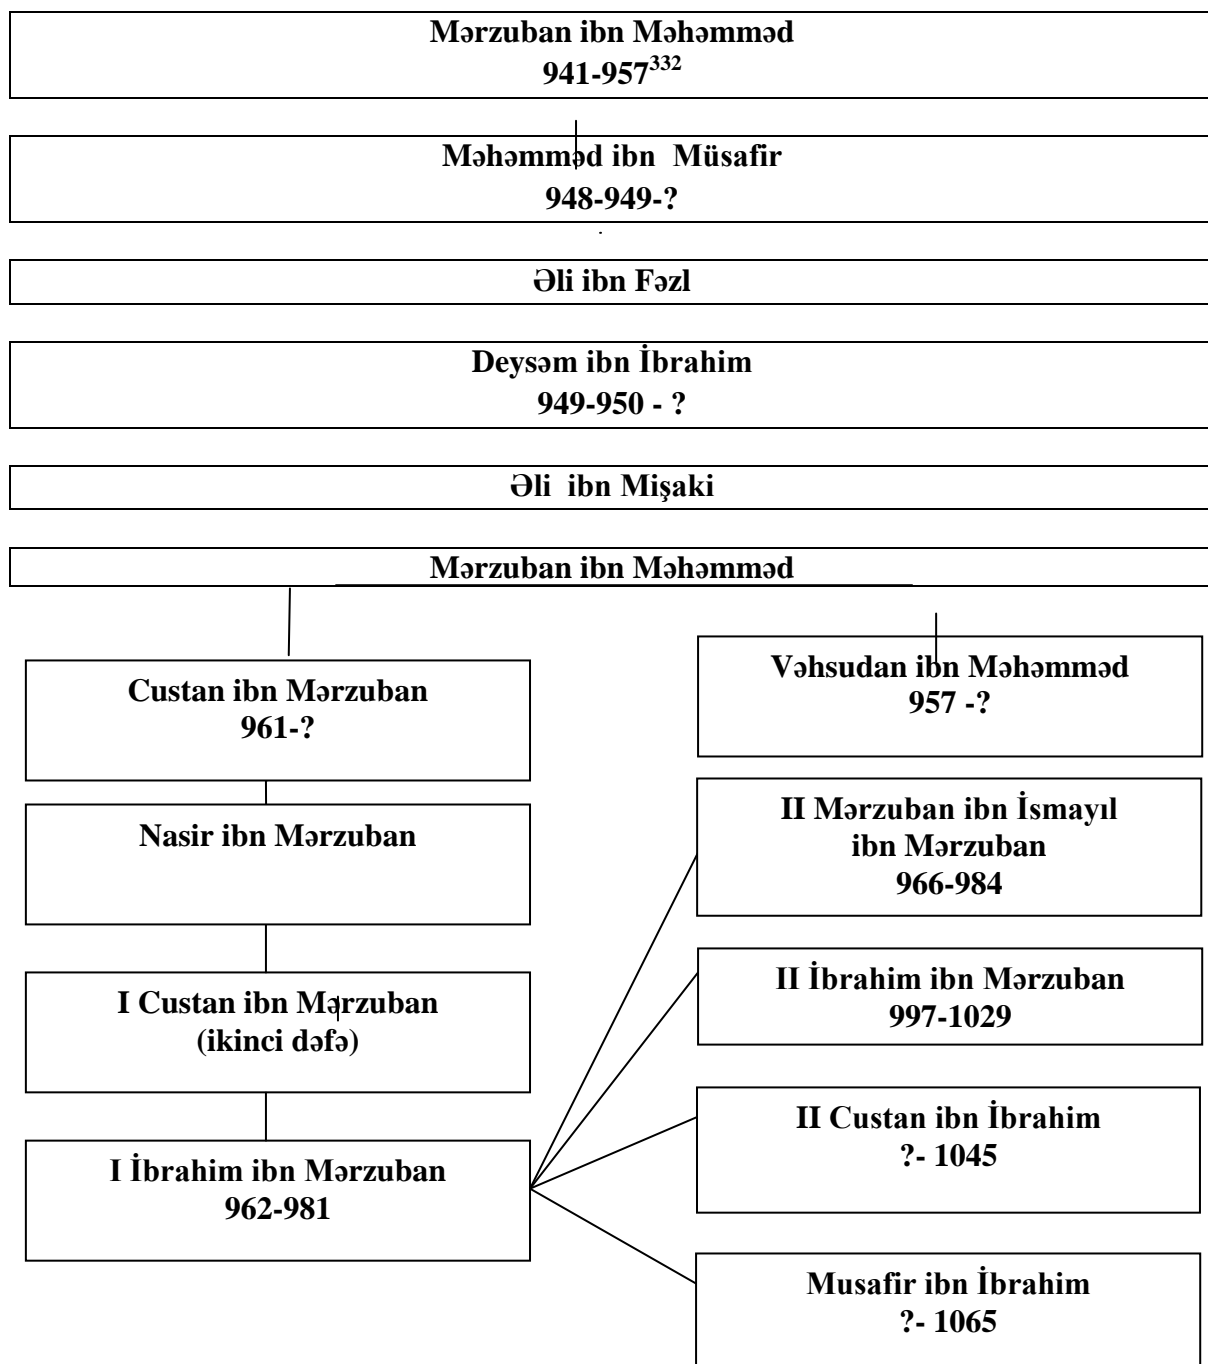 Mərzuban ibn Məhəmməd
941-957³³²
Məhəmməd ibn Müsafir
948-949-?
Əli ibn Fəzl
Deysəm ibn İbrahim
949-950 - ?
Əli ibn Mişaki
Mərzuban ibn Məhəmməd
Custan ibn Mərzuban
961-?
Nasir ibn Mərzuban
I Custan ibn Mərzuban
(ikinci dəfə)
I İbrahim ibn Mərzuban
962-981
Vəhsudan ibn Məhəmməd
957 -?
II Mərzuban ibn İsmayıl
ibn Mərzuban
966-984
II İbrahim ibn Mərzuban
997-1029
II Custan ibn İbrahim
?- 1045
Musafir ibn İbrahim
?- 1065